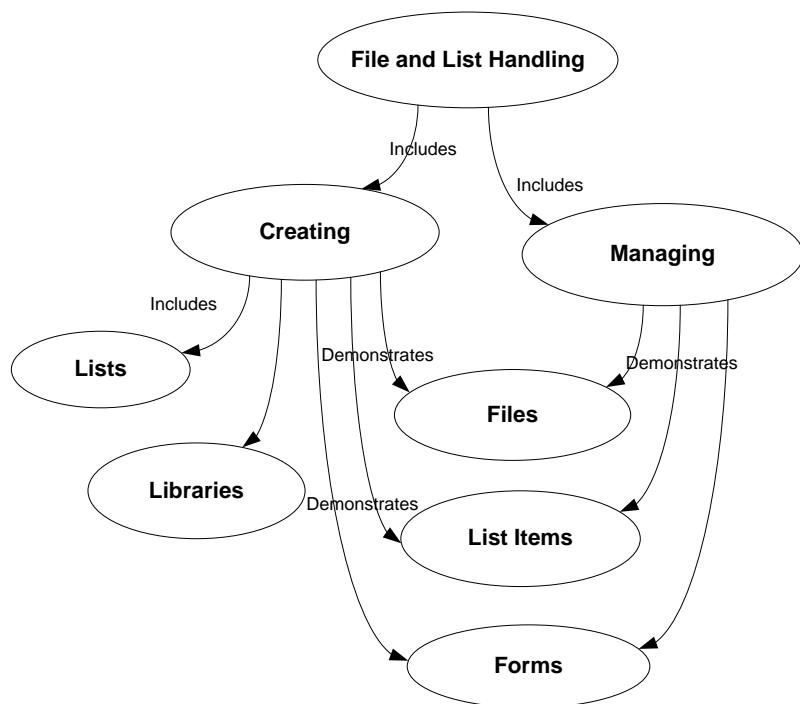 File and List Handling
Includes
Includes
Creating
Managing
Includes
Demonstrates
Demonstrates
Lists
Files
Libraries
Demonstrates
List Items
Forms